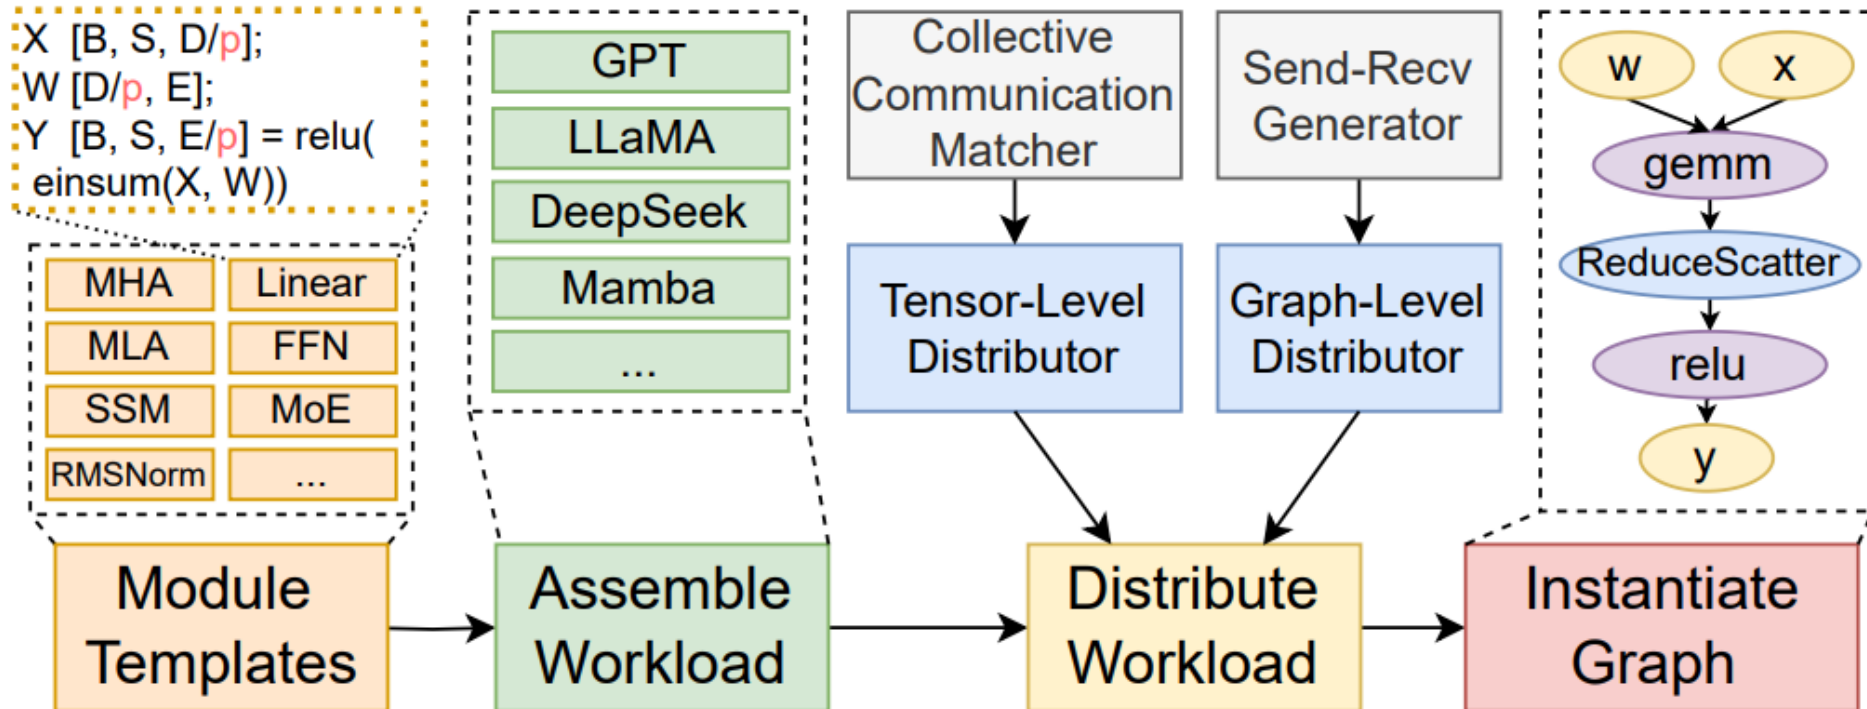 X [B, S, D/p];
W [D/p, E];
Y [B, S, E/p] = relu(
einsum(X, W))
MHA
Linear
MLA
FFN
SSM
MoE
RMSNorm
...
Module
Templates
GPT
LLaMA
DeepSeek
Mamba
...
Assemble
Workload
Collective
Communication
Matcher
Send-Recv
Generator
Tensor-Level
Distributor
Graph-Level
Distributor
Distribute
Workload
w
x
gemm
ReduceScatter
relu
y
Instantiate
Graph